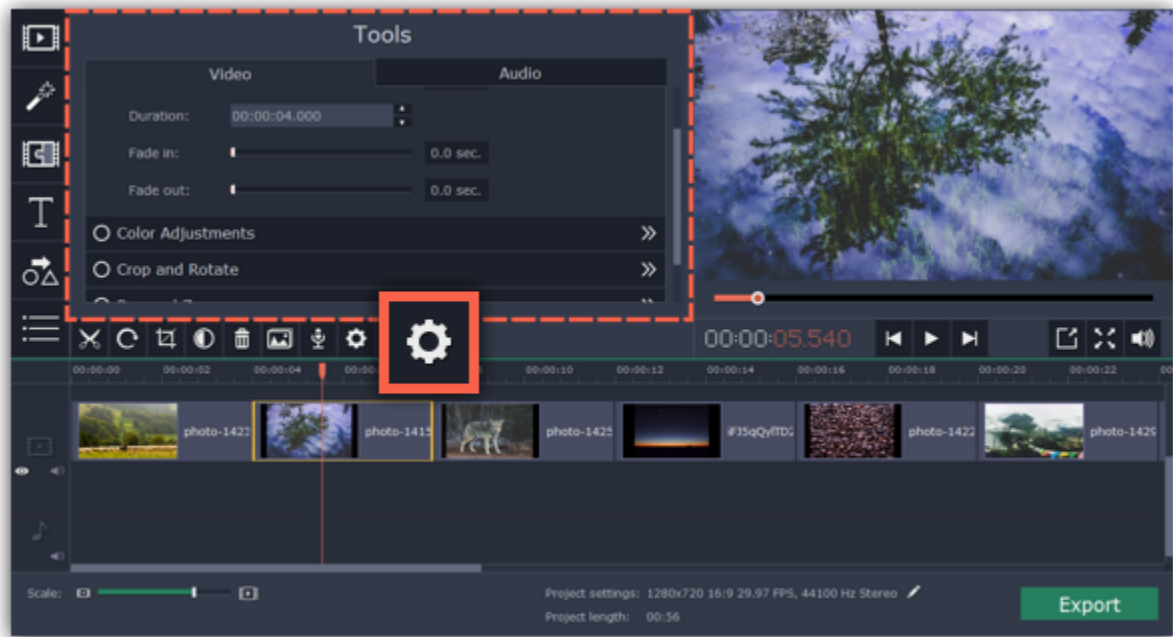 Tools
Video
Audio
Duration:
00:00:04.000
Fade in:
0.0 sec.
Fade out:
0.0 sec.
Color Adjustments
Crop and Rotate
T
00:00:05.540
00:00:00
00:00:02
00:00:04
00:00:10
00:00:12
00:00:14
00:00:16
00:00:18
00:00:20
00:00:22
photo-1423
photo-1415
photo-1425
photo-1422
photo-1429
Scale:
Project settings: 1280x720 16:9 29.97 FPS, 44100 Hz Stereo
Project length: 00:56
Export